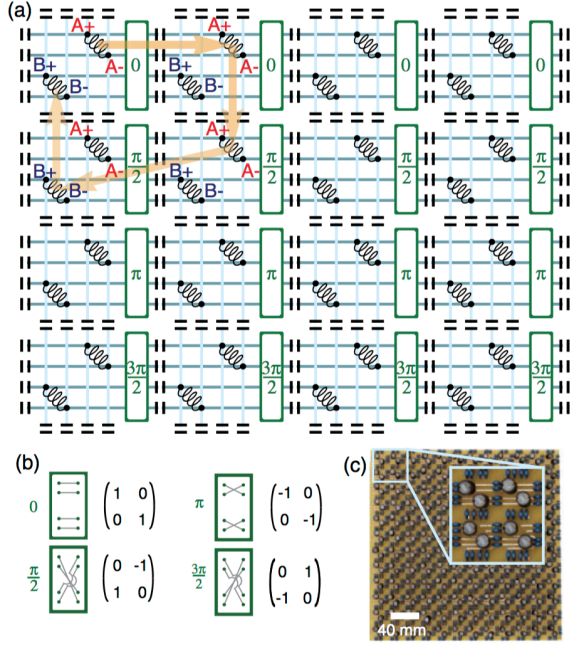 (a)
A+ A+
A- 0 A- 0 0 0
B+ B+
B- B-
A+ A+
A- π/2 A- π/2 π/2 π/2
B+ B+
B- B-
π π π π
3π/2 3π/2 3π/2 3π/2
(b)
0 (1 0
0 1)
π (-1 0
0 -1)
π/2 (0 -1
1 0)
3π/2 (0 1
-1 0)
(c)
40 mm